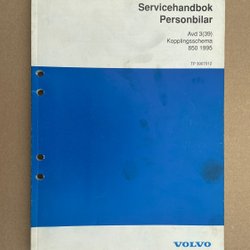 Servicehandbok
Personbilar
Avd 3(39)
Kopplingsschema
850 1995
VOLVO